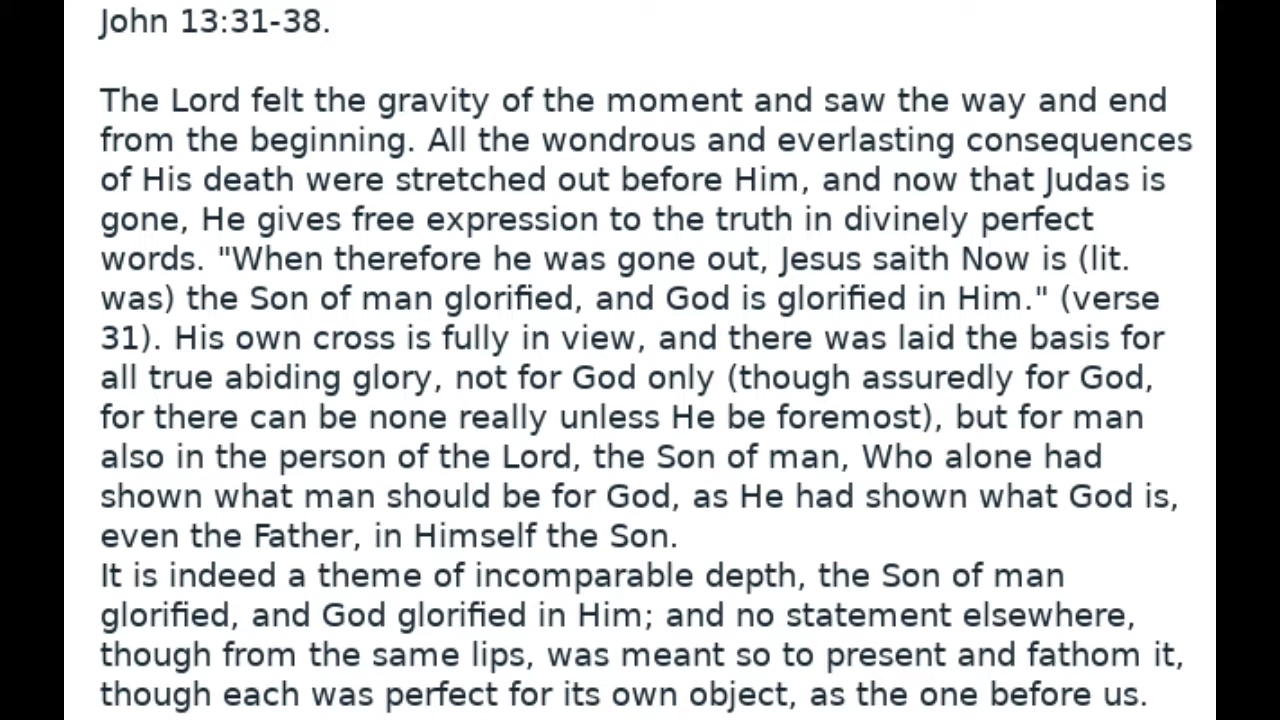 John 13:31-38.
The Lord felt the gravity of the moment and saw the way and end
from the beginning. All the wondrous and everlasting consequences
of His death were stretched out before Him, and now that Judas is
gone, He gives free expression to the truth in divinely perfect
words. "When therefore he was gone out, Jesus saith Now is (lit.
was) the Son of man glorified, and God is glorified in Him." (verse
31). His own cross is fully in view, and there was laid the basis for
all true abiding glory, not for God only (though assuredly for God,
for there can be none really unless He be foremost), but for man
also in the person of the Lord, the Son of man, Who alone had
shown what man should be for God, as He had shown what God is,
even the Father, in Himself the Son.
It is indeed a theme of incomparable depth, the Son of man
glorified, and God glorified in Him; and no statement elsewhere,
though from the same lips, was meant so to present and fathom it,
though each was perfect for its own object, as the one before us.